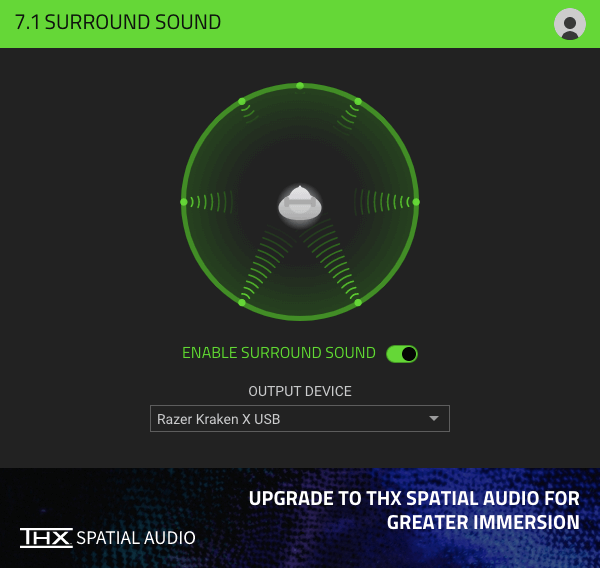 7.1 SURROUND SOUND
ENABLE SURROUND SOUND
OUTPUT DEVICE
Razer Kraken X USB
UPGRADE TO THX SPATIAL AUDIO FOR
GREATER IMMERSION
THX SPATIAL AUDIO